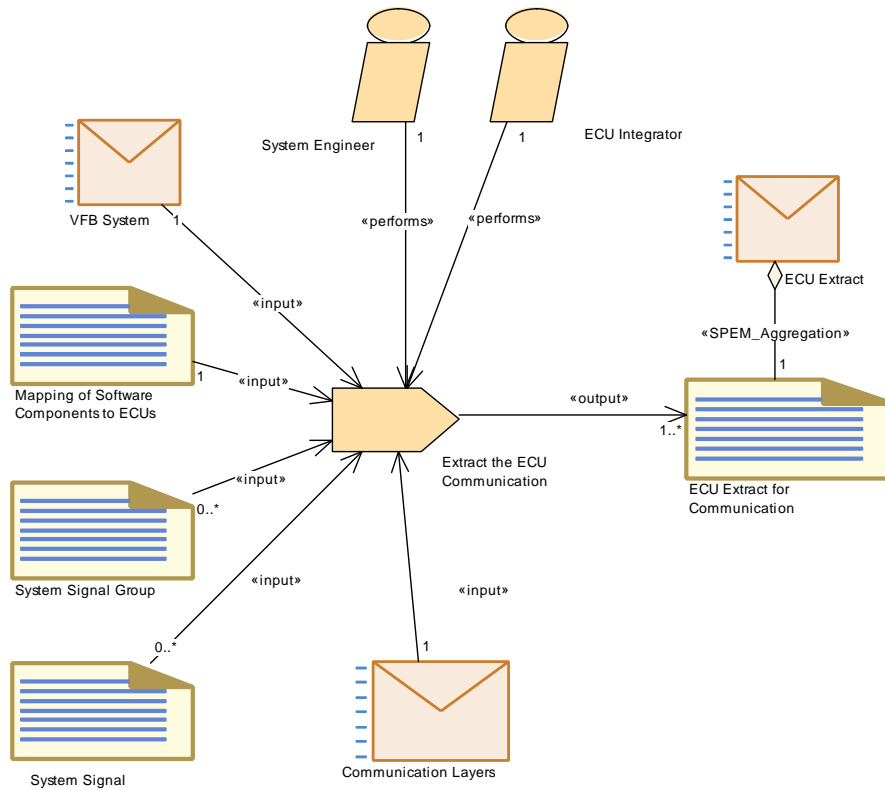 System Engineer
1
1
ECU Integrator
VFB System
1
«performs»
«performs»
ECU Extract
«input»
«SPEM_Aggregation»
1
Mapping of Software
Components to ECUs
1
«input»
«output»
1..*
Extract the ECU
Communication
ECU Extract for
Communication
«input»
0..*
System Signal Group
«input»
«input»
0..*
1
System Signal
Communication Layers